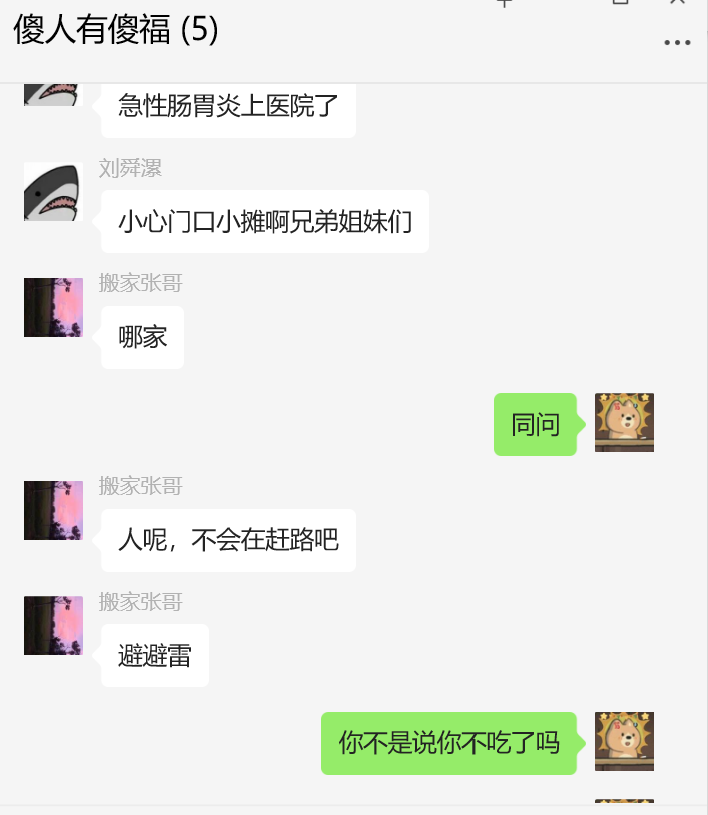 傻人有傻福 (5)
急性肠胃炎上医院了
刘舜瀑
小心门口小摊啊兄弟姐妹们
搬家张哥
哪家
同问
搬家张哥
人呢，不会在赶路吧
搬家张哥
避避雷
你不是说你不吃了吗